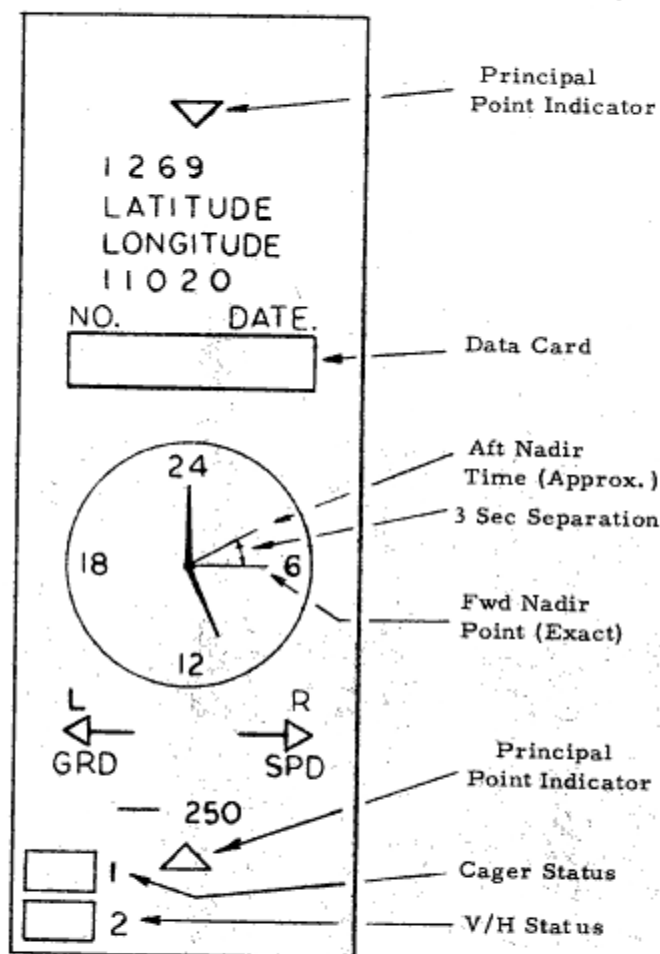 Principal
Point Indicator
1269
LATITUDE
LONGITUDE
11020
NO. DATE.
Data Card
24
18
6
12
Aft Nadir
Time (Approx.)
3 Sec Separation
Fwd Nadir
Point (Exact)
L R
GRD SPD
— 250
Principal
Point Indicator
1
Cager Status
2
V/H Status